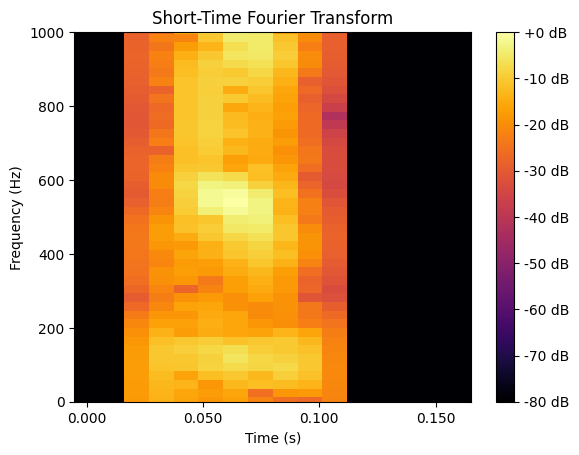 Short-Time Fourier Transform
1000
800
600
400
200
0
Frequency (Hz)
0.000
0.050
0.100
0.150
Time (s)
+0 dB
-10 dB
-20 dB
-30 dB
-40 dB
-50 dB
-60 dB
-70 dB
-80 dB